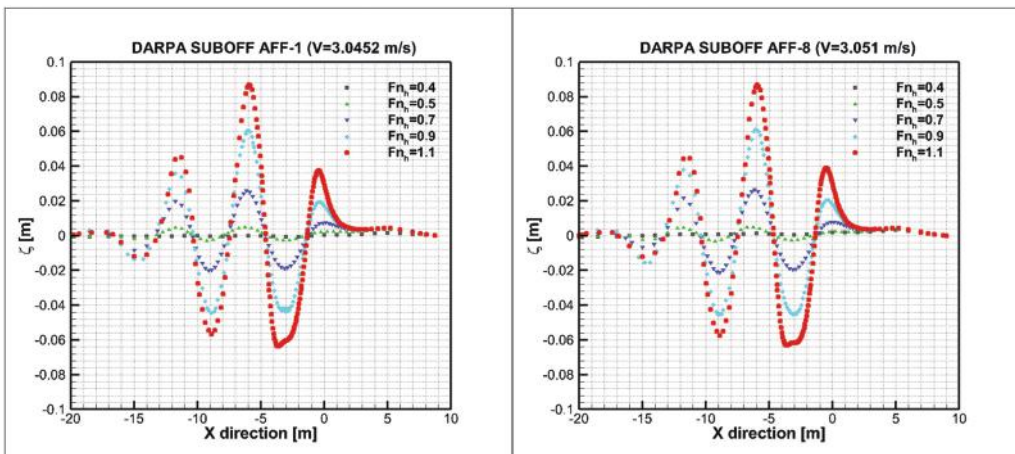 DARPA SUBOFF AFF-1 (V=3.0452 m/s)
0.1
0.08
0.06
0.04
0.02
0
-0.02
-0.04
-0.06
-0.08
-0.1
ζ [m]
Fnh=0.4
Fnh=0.5
Fnh=0.7
Fnh=0.9
Fnh=1.1
-20 -15 -10 -5 0 5 10
X direction [m]
DARPA SUBOFF AFF-8 (V=3.051 m/s)
0.1
0.08
0.06
0.04
0.02
0
-0.02
-0.04
-0.06
-0.08
-0.1
ζ [m]
Fnh=0.4
Fnh=0.5
Fnh=0.7
Fnh=0.9
Fnh=1.1
-20 -15 -10 -5 0 5 10
X direction [m]